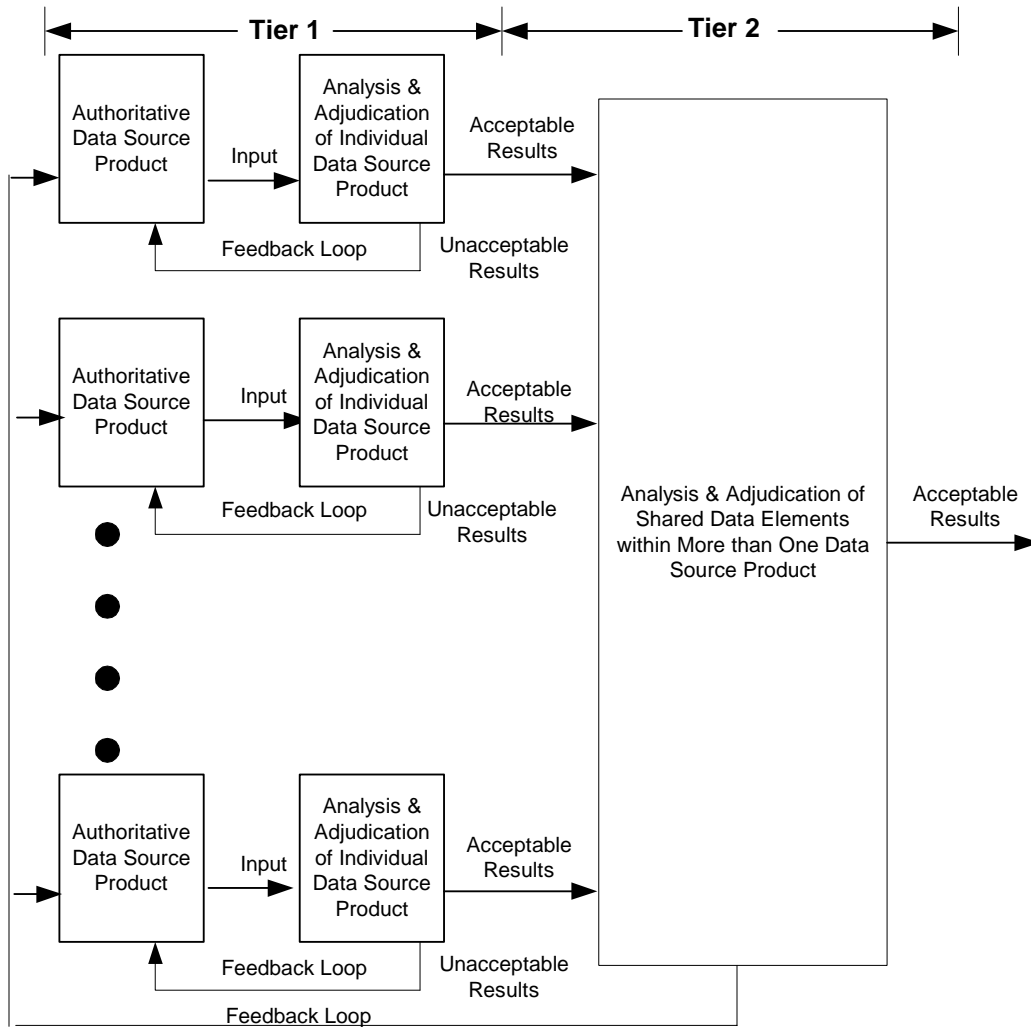 Tier 1
Tier 2
Authoritative
Data Source
Product
Input
Analysis &
Adjudication
of Individual
Data Source
Product
Acceptable
Results
Feedback Loop
Unacceptable
Results
Authoritative
Data Source
Product
Input
Analysis &
Adjudication
of Individual
Data Source
Product
Acceptable
Results
Feedback Loop
Unacceptable
Results
Analysis & Adjudication of
Shared Data Elements
within More than One Data
Source Product
Acceptable
Results
Authoritative
Data Source
Product
Input
Analysis &
Adjudication
of Individual
Data Source
Product
Acceptable
Results
Feedback Loop
Unacceptable
Results
Feedback Loop